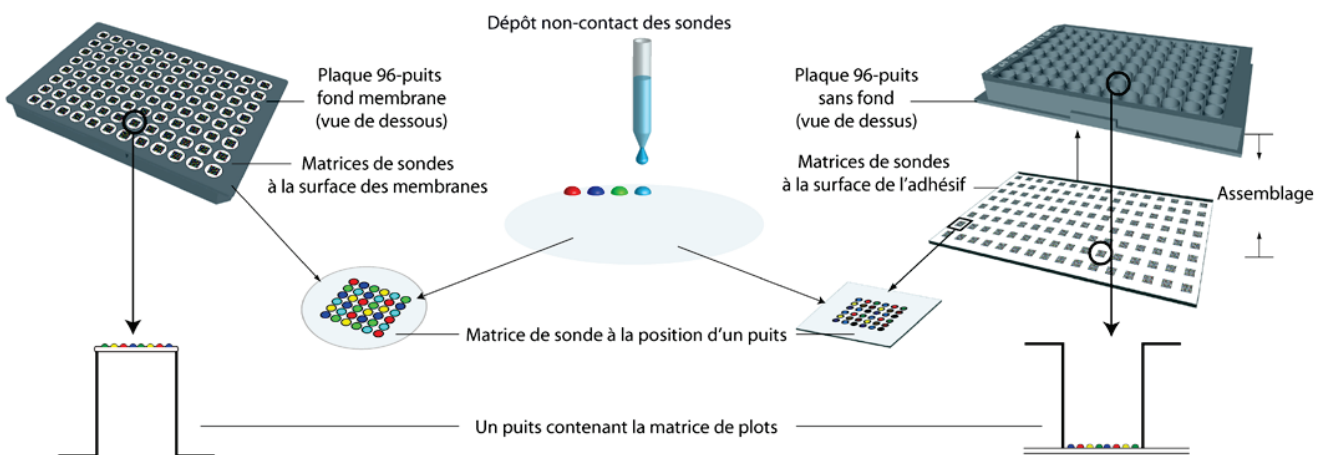 Dépôt non-contact des sondes
Plaque 96-puits
fond membrane
(vue de dessous)
Matrices de sondes
à la surface des membranes
Plaque 96-puits
sans fond
(vue de dessus)
Matrices de sondes
à la surface de l'adhésif
Assemblage
Matrice de sonde à la position d'un puits
Un puits contenant la matrice de plots